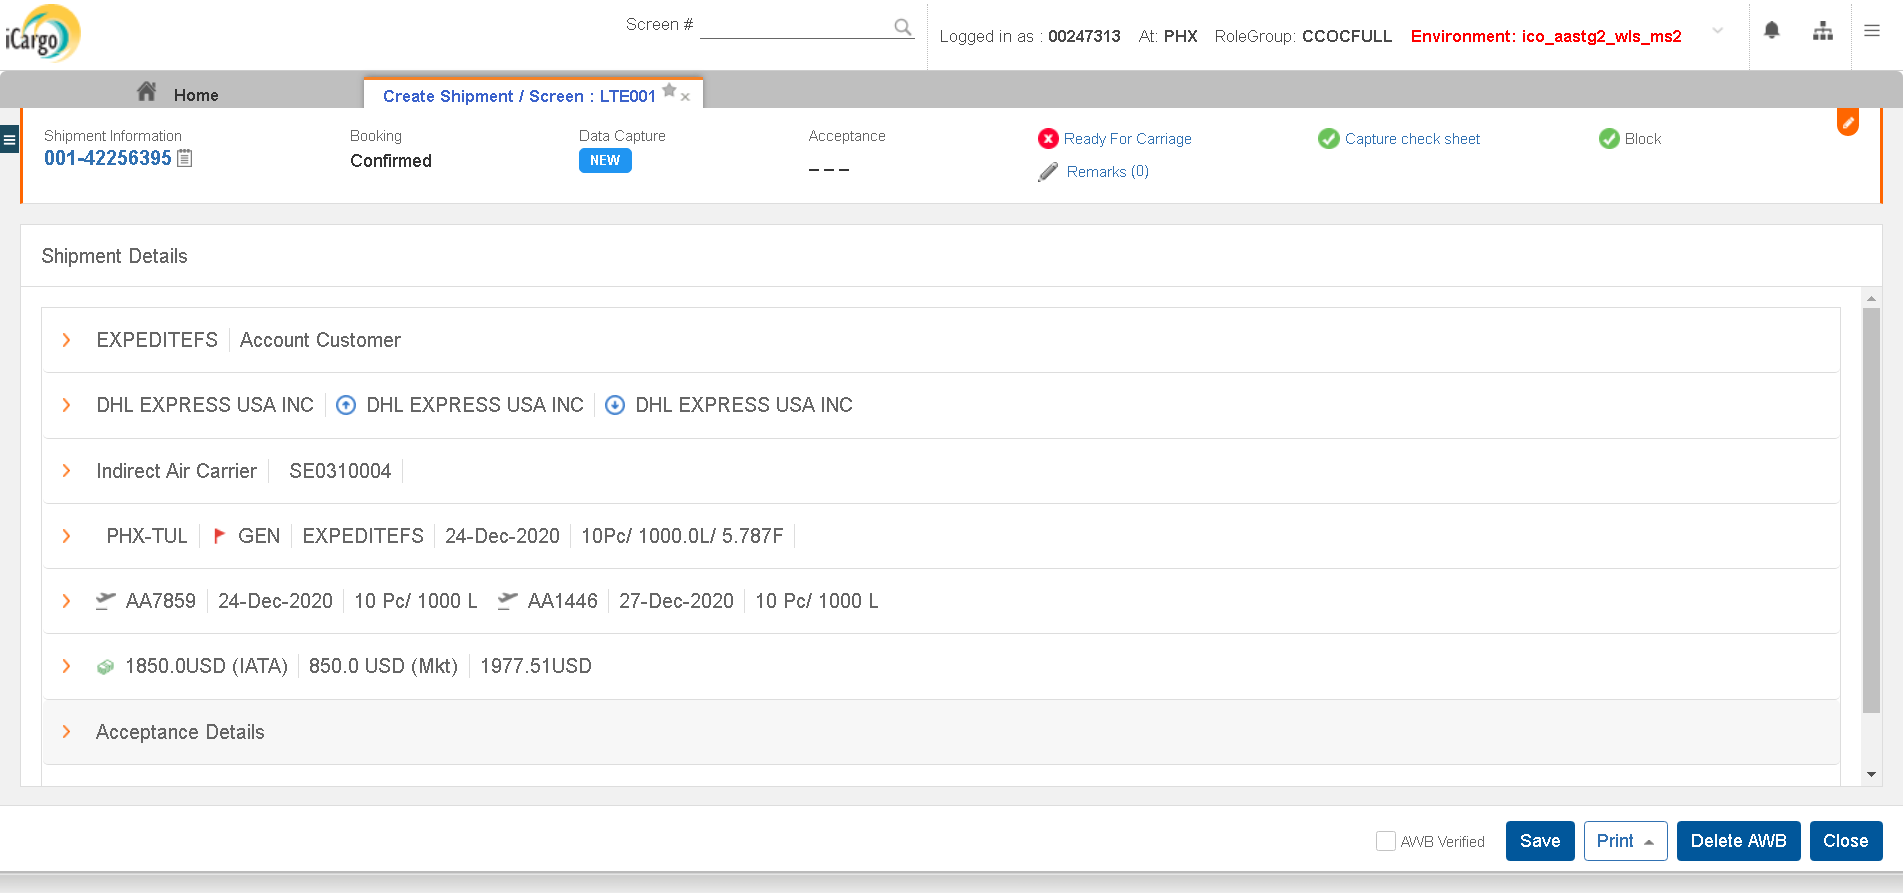 iCargo
Screen #
Logged in as : 00247313 At: PHX RoleGroup: CCOCFULL Environment: ico_aastg2_wls_ms2
Home
Create Shipment / Screen : LTE001
Shipment Information
001-42256395
Booking
Confirmed
Data Capture
NEW
Acceptance
_ _ _
Ready For Carriage
Remarks (0)
Capture check sheet
Block
Shipment Details
EXPEDITEFS Account Customer
DHL EXPRESS USA INC DHL EXPRESS USA INC DHL EXPRESS USA INC
Indirect Air Carrier SE0310004
PHX-TUL GEN EXPEDITEFS 24-Dec-2020 10Pc/ 1000.0L/ 5.787F
AA7859 24-Dec-2020 10 Pc/ 1000 L AA1446 27-Dec-2020 10 Pc/ 1000 L
1850.0USD (IATA) 850.0 USD (Mkt) 1977.51USD
Acceptance Details
AWB Verified Save Print Delete AWB Close